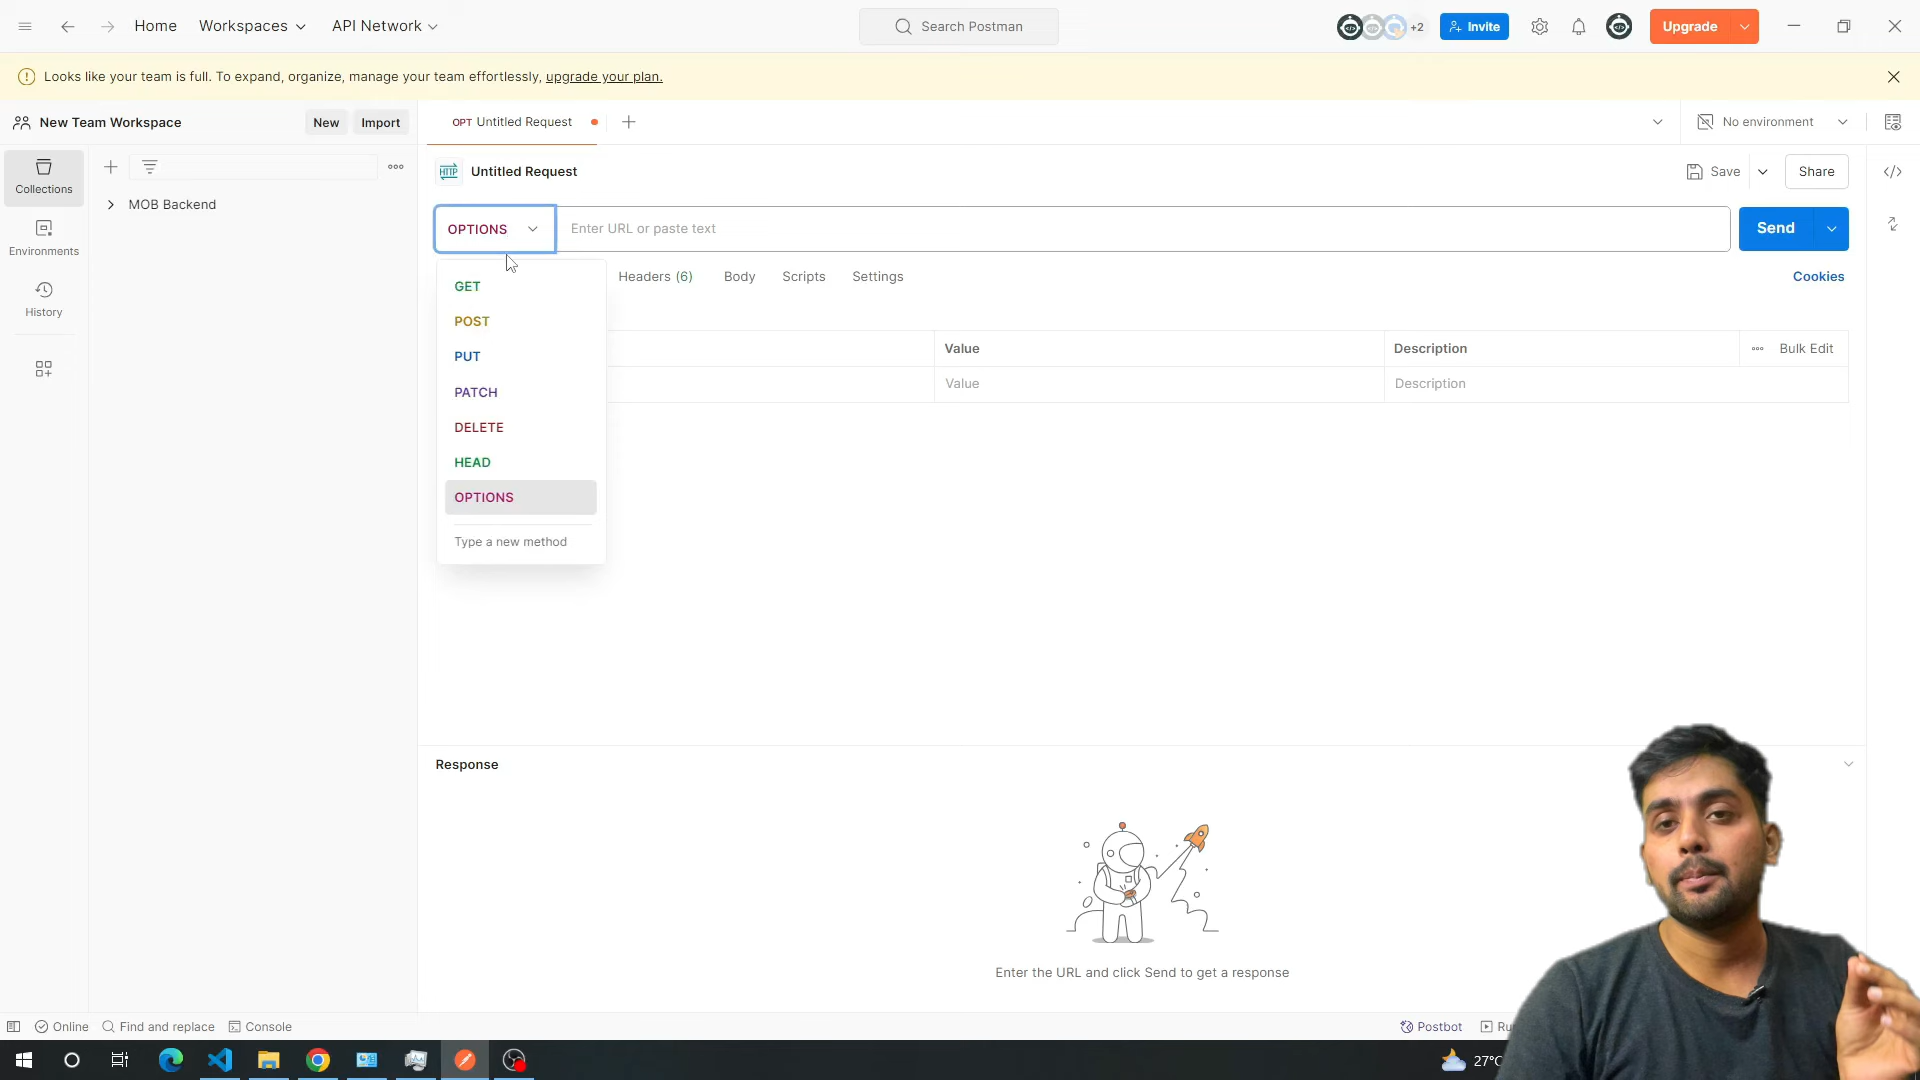 Home Workspaces API Network Search Postman +2 Invite Upgrade
Looks like your team is full. To expand, organize, manage your team effortlessly, upgrade your plan.
New Team Workspace New Import OPT Untitled Request No environment
Collections
HTTP Untitled Request Save Share
MOB Backend
OPTIONS Enter URL or paste text Send
Environments
Headers (6) Body Scripts Settings Cookies
GET
History
POST
Value Description Bulk Edit
PUT
Value Description
PATCH
DELETE
HEAD
OPTIONS
Type a new method
Response
Enter the URL and click Send to get a response
Online Find and replace Console Postbot
27°C